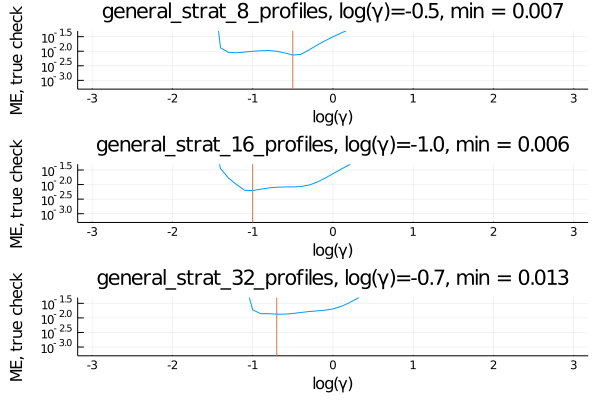 general_strat_8_profiles, log(γ)=-0.5, min = 0.007
ME, true check
10^-1.5
10^-2.0
10^-2.5
10^-3.0
-3 -2 -1 0 1 2 3
log(γ)
general_strat_16_profiles, log(γ)=-1.0, min = 0.006
ME, true check
10^-1.5
10^-2.0
10^-2.5
10^-3.0
-3 -2 -1 0 1 2 3
log(γ)
general_strat_32_profiles, log(γ)=-0.7, min = 0.013
ME, true check
10^-1.5
10^-2.0
10^-2.5
10^-3.0
-3 -2 -1 0 1 2 3
log(γ)